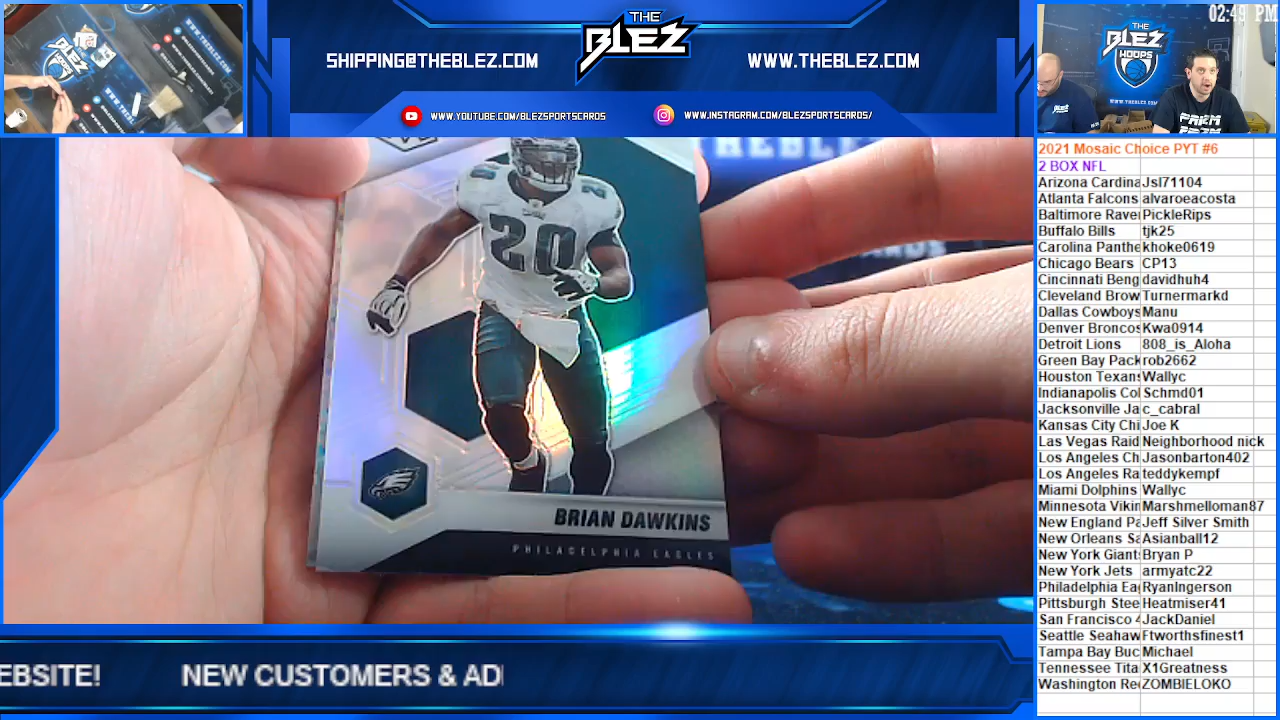 THE
BLEZ
SHIPPING@THEBLEZ.COM
WWW.THEBLEZ.COM
WWW.YOUTUBE.COM/BLEZSPORTSCARDS
WWW.INSTAGRAM.COM/BLEZSPORTSCARDS/
02:49 PM
THE
BLEZ
HOOPS
THE
BLEZ
THEBLEZ
20
BRIAN DAWKINS
PHILADELPHIA EAGLES
EBSITE! NEW CUSTOMERS & AD
2021 Mosaic Choice PYT #6
2 BOX NFL
Arizona Cardina Jsl71104
Atlanta Falcons alvaroeacosta
Baltimore Rave PickleRips
Buffalo Bills tjk25
Carolina Panthe khoke0619
Chicago Bears CP13
Cincinnati Beng davidhuh4
Cleveland Brow Turnermarkd
Dallas Cowboys Manu
Denver Broncos Kwa0914
Detroit Lions 808_is_Aloha
Green Bay Pack rob2662
Houston Texans Wallyc
Indianapolis Col Schmd01
Jacksonville Ja c_cabral
Kansas City Chi Joe K
Las Vegas Raid Neighborhood nick
Los Angeles Ch Jasonbarton402
Los Angeles Ra teddykempf
Miami Dolphins Wallyc
Minnesota Vikin Marshmelloman87
New England Pa Jeff Silver Smith
New Orleans Sa Asianball12
New York Giants Bryan P
New York Jets armyatc22
Philadelphia Ea RyanIngerson
Pittsburgh Stee Heatmiser41
San Francisco 4 JackDaniel
Seattle Seahaw Ftworthsfinest1
Tampa Bay Buc Michael
Tennessee Tita X1Greatness
Washington Re ZOMBIELOKO